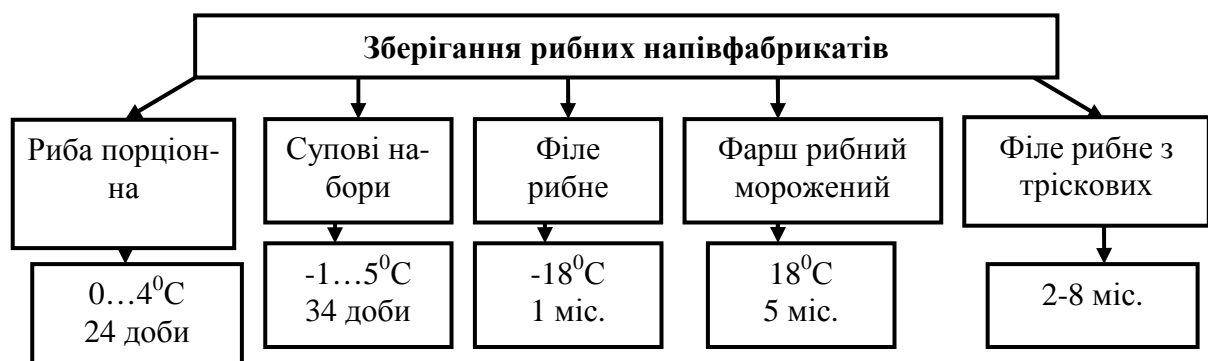 Зберігання рибних напівфабрикатів
Риба порціон-
на
Супові на-
бори
Філе
рибне
Фарш рибний
морожений
Філе рибне з
тріскових
0…4⁰С
24 доби
-1…5⁰С
34 доби
-18⁰С
1 міс.
18⁰С
5 міс.
2-8 міс.